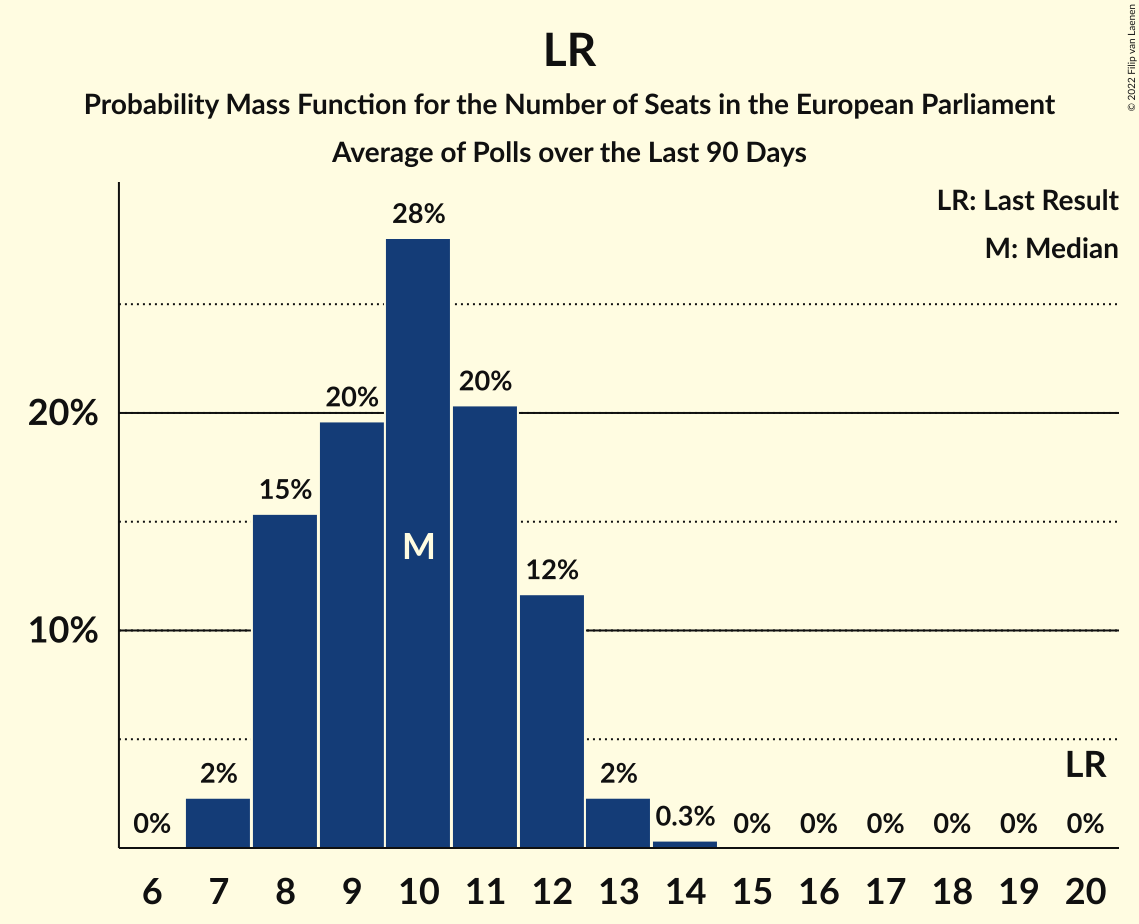 LR
Probability Mass Function for the Number of Seats in the European Parliament
Average of Polls over the Last 90 Days
© 2022 Filip van Laenen
LR: Last Result
M: Median
28%
20%
20%
20%
15%
M
12%
10%
LR
2%
2%
0%
0.3%
0%
0%
0%
0%
0%
0%
6 7 8 9 10 11 12 13 14 15 16 17 18 19 20